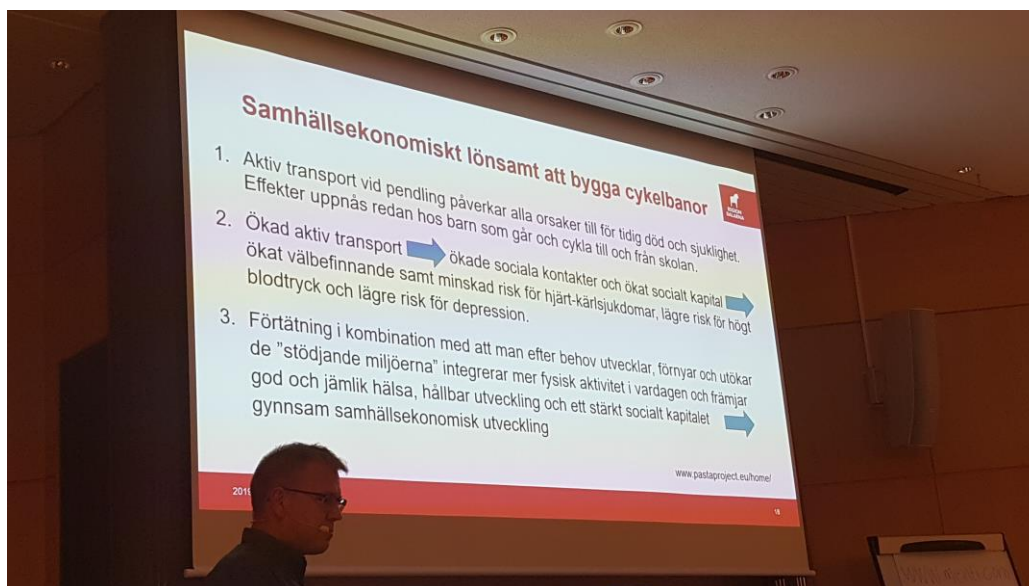 Samhällsekonomiskt lönsamt att bygga cykelbanor
REGION
DALARNA
1. Aktiv transport vid pendling påverkar alla orsaker till för tidig död och sjuklighet.
Effekter uppnås redan hos barn som går och cykla till och från skolan.
2. Ökad aktiv transport ökade sociala kontakter och ökat socialt kapital
ökat välbefinnande samt minskad risk för hjärt-kärlsjukdomar, lägre risk för högt
blodtryck och lägre risk för depression.
3. Förtätning i kombination med att man efter behov utvecklar, förnyar och utökar
de ”stödjande miljöerna” integrerar mer fysisk aktivitet i vardagen och främjar
god och jämlik hälsa, hållbar utveckling och ett stärkt socialt kapitalet
gynnsam samhällsekonomisk utveckling
www.pastaproject.eu/home/
2019
18